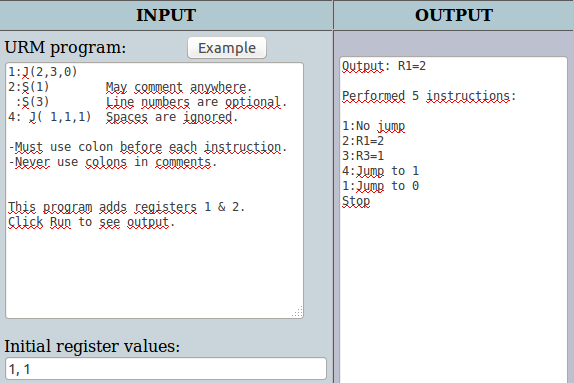 INPUT
URM program:
Example
1:J(2,3,0)
2:S(1) May comment anywhere.
:S(3) Line numbers are optional.
4: J( 1,1,1) Spaces are ignored.
-Must use colon before each instruction.
-Never use colons in comments.
This program adds registers 1 & 2.
Click Run to see output.
Initial register values:
1, 1
OUTPUT
Output: R1=2
Performed 5 instructions:
1:No jump
2:R1=2
3:R3=1
4:Jump to 1
1:Jump to 0
Stop